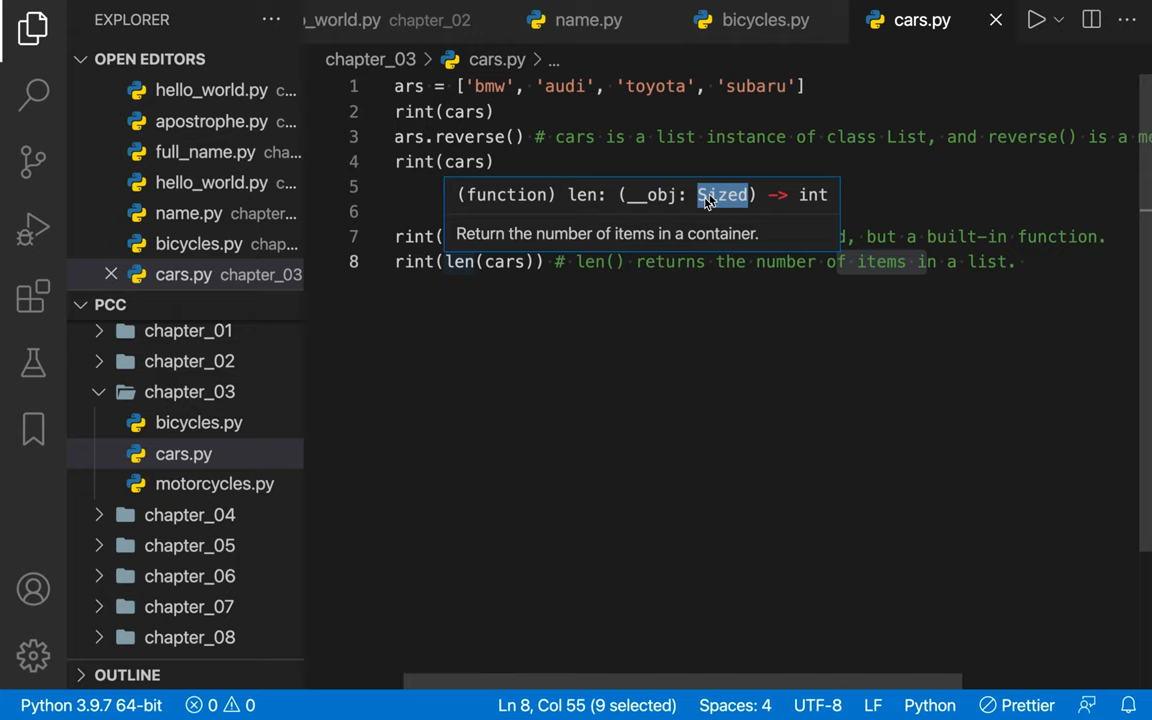 EXPLORER
_world.py chapter_02
name.py
bicycles.py
cars.py
OPEN EDITORS
hello_world.py c...
apostrophe.py c...
full_name.py cha...
hello_world.py c...
name.py chapter...
bicycles.py chap...
cars.py chapter_03
PCC
chapter_01
chapter_02
chapter_03
bicycles.py
cars.py
motorcycles.py
chapter_04
chapter_05
chapter_06
chapter_07
chapter_08
OUTLINE
chapter_03 > cars.py > ...
1 ars = ['bmw', 'audi', 'toyota', 'subaru']
2 rint(cars)
3 ars.reverse() # cars is a list instance of class List, and reverse() is a me
4 rint(cars)
5
6
(function) len: (__obj: Sized) -> int
Return the number of items in a container.
7 rint( d, but a built-in function.
8 rint(len(cars)) # len() returns the number of items in a list.
Python 3.9.7 64-bit 0 0 Ln 8, Col 55 (9 selected) Spaces: 4 UTF-8 LF Python Prettier